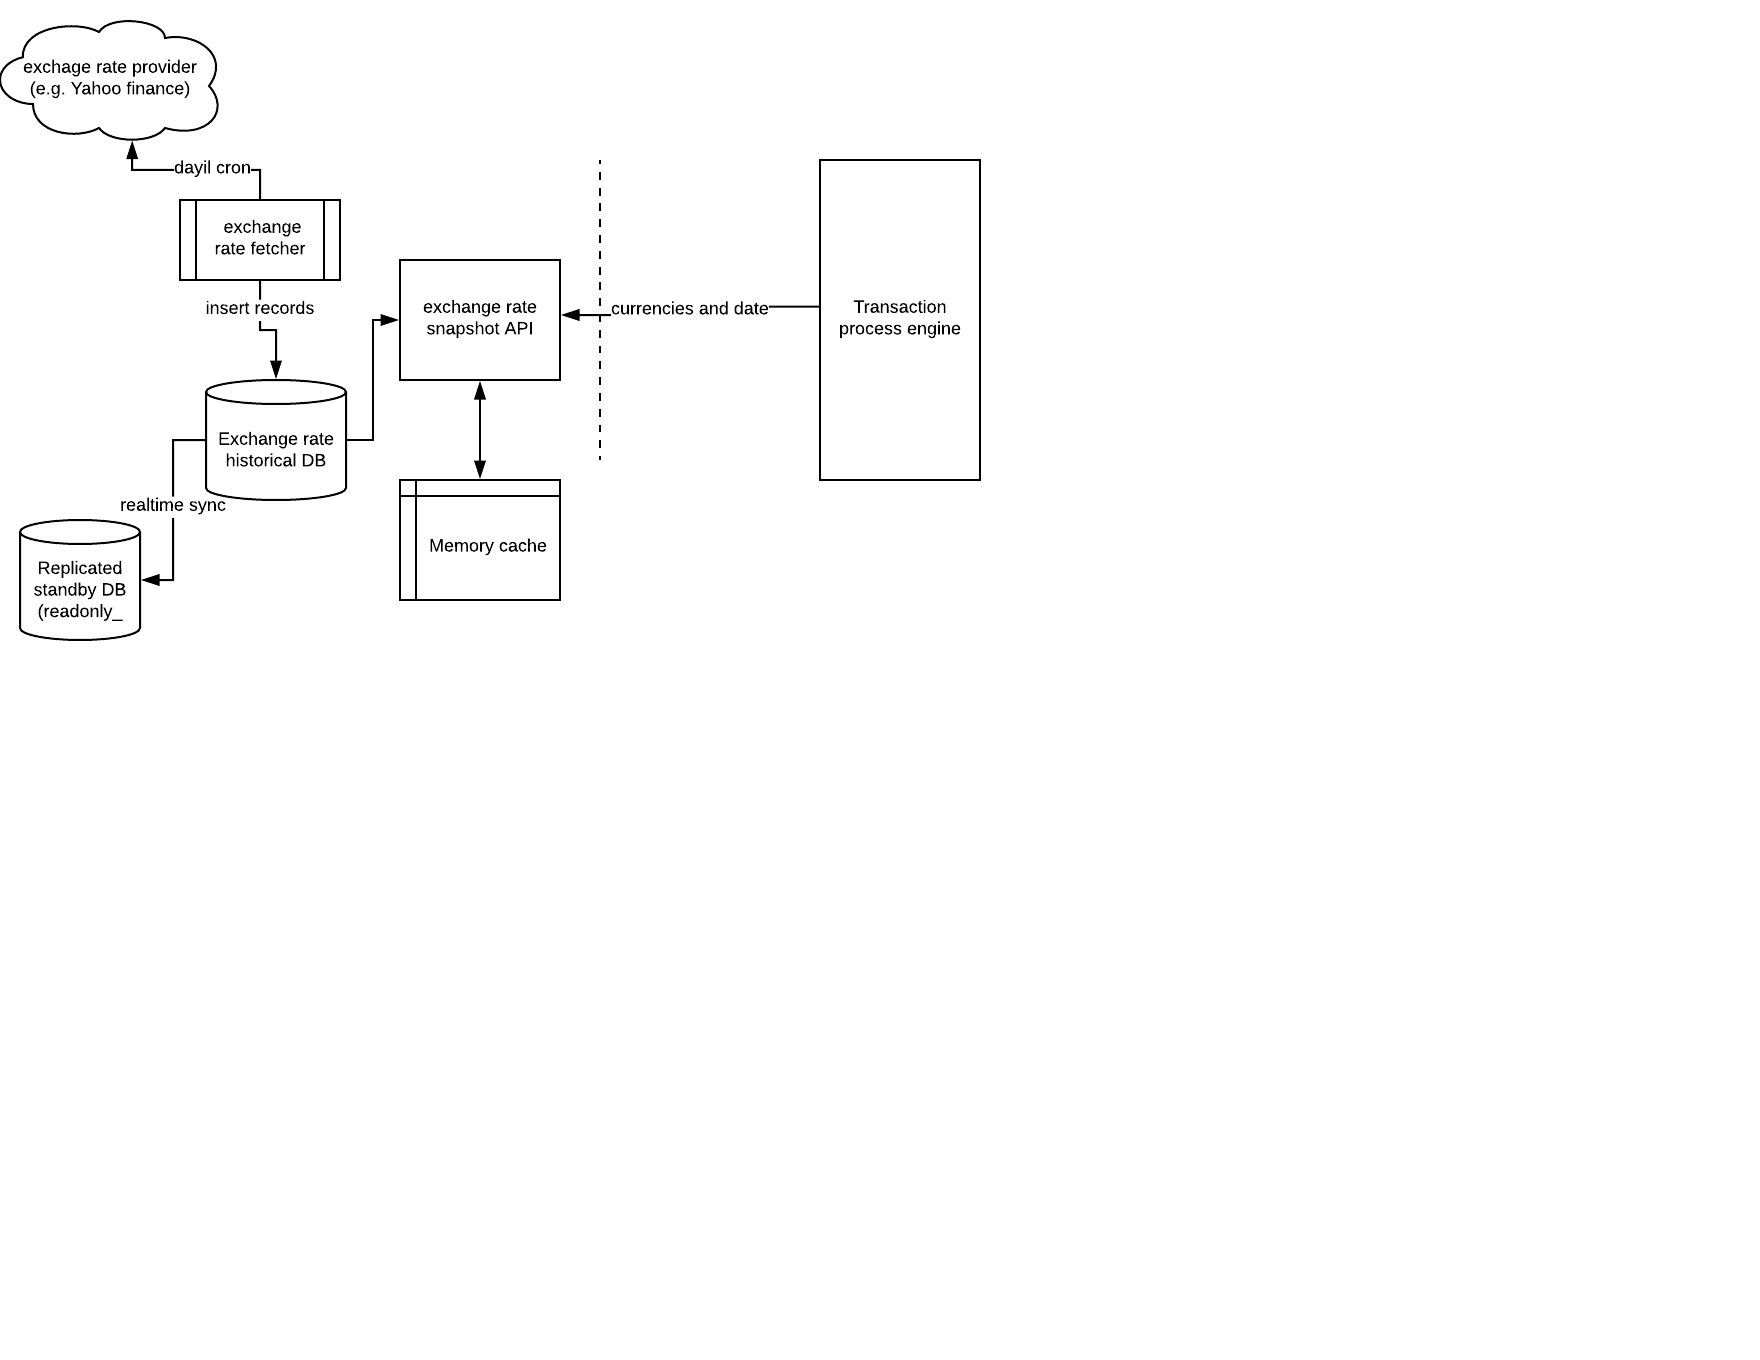 exchage rate provider
(e.g. Yahoo finance)
dayil cron
exchange
rate fetcher
insert records
exchange rate
snapshot API
currencies and date
Transaction
process engine
Exchange rate
historical DB
realtime sync
Replicated
standby DB
(readonly_
Memory cache